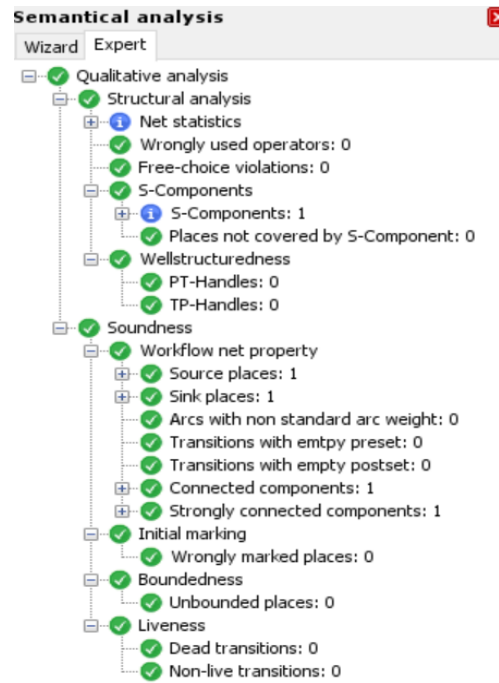 Semantical analysis
Wizard Expert
Qualitative analysis
Structural analysis
Net statistics
Wrongly used operators: 0
Free-choice violations: 0
S-Components
S-Components: 1
Places not covered by S-Component: 0
Wellstructuredness
PT-Handles: 0
TP-Handles: 0
Soundness
Workflow net property
Source places: 1
Sink places: 1
Arcs with non standard arc weight: 0
Transitions with emtpy preset: 0
Transitions with empty postset: 0
Connected components: 1
Strongly connected components: 1
Initial marking
Wrongly marked places: 0
Boundedness
Unbounded places: 0
Liveness
Dead transitions: 0
Non-live transitions: 0